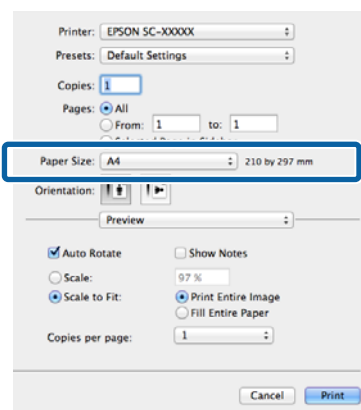 Printer: EPSON SC-XXXXX
Presets: Default Settings
Copies: 1
Pages: All
From: 1 to: 1
Paper Size: A4 210 by 297 mm
Orientation:
Preview
Auto Rotate Show Notes
Scale: 97 %
Scale to Fit: Print Entire Image
Fill Entire Paper
Copies per page: 1
Cancel Print